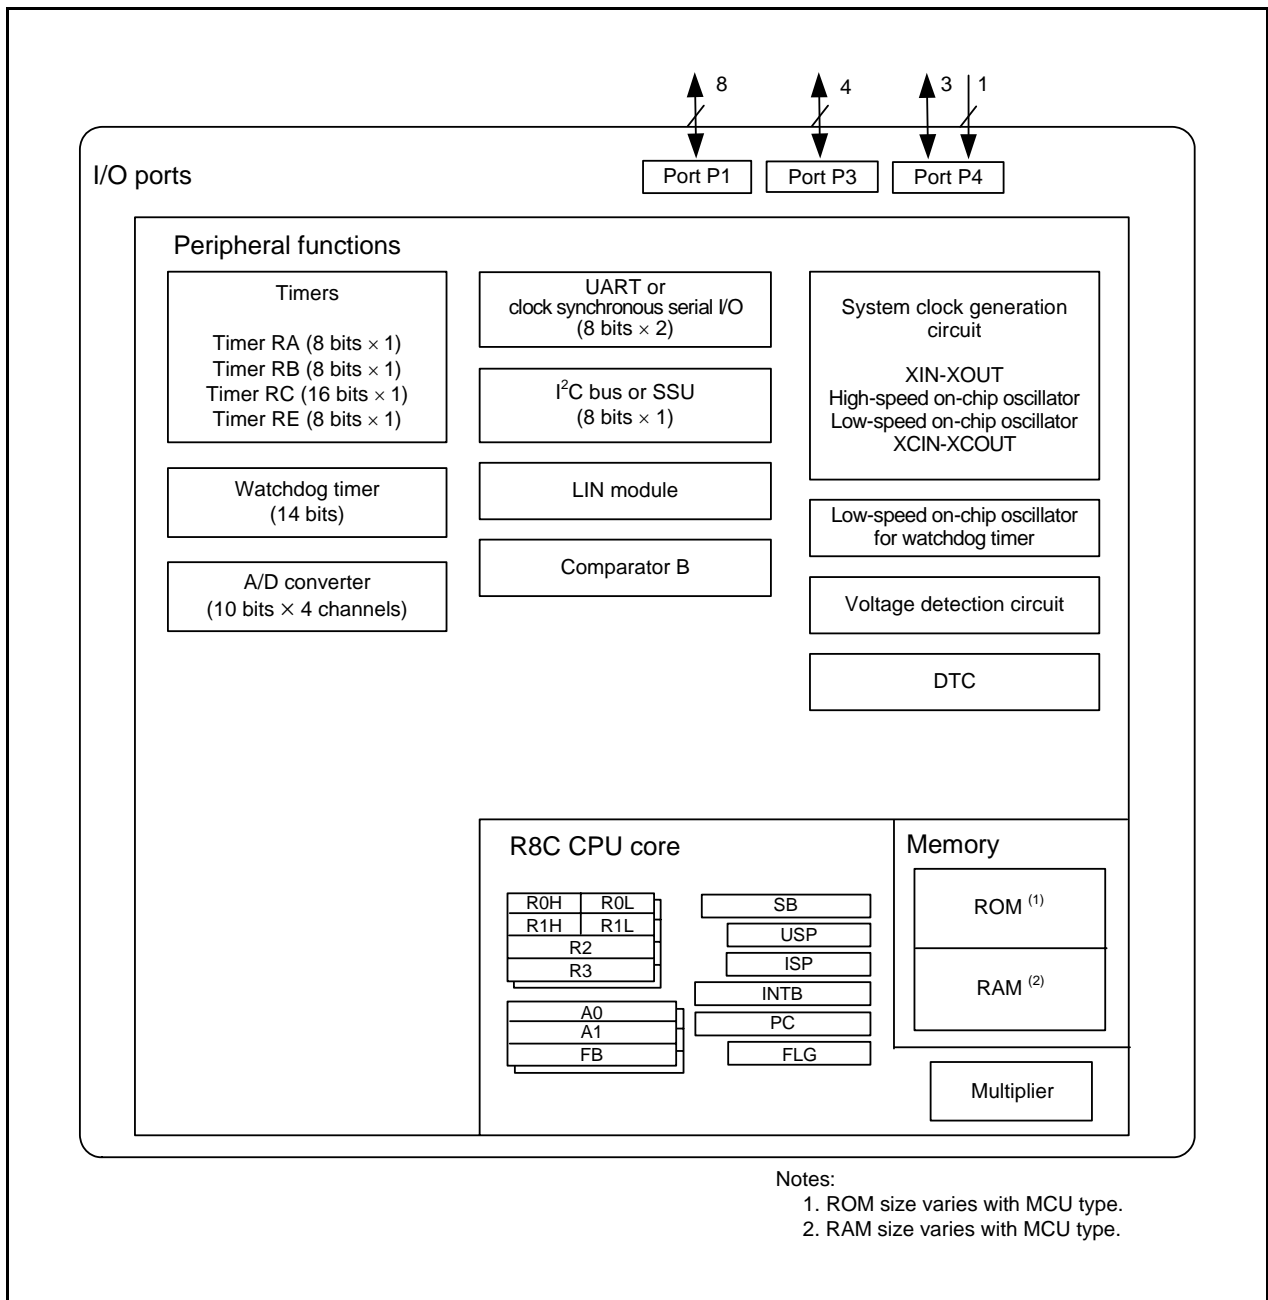 8
4
3
1
I/O ports
Port P1
Port P3
Port P4
Peripheral functions
Timers
Timer RA (8 bits × 1)
Timer RB (8 bits × 1)
Timer RC (16 bits × 1)
Timer RE (8 bits × 1)
Watchdog timer
(14 bits)
A/D converter
(10 bits × 4 channels)
UART or
clock synchronous serial I/O
(8 bits × 2)
I²C bus or SSU
(8 bits × 1)
LIN module
Comparator B
System clock generation
circuit
XIN-XOUT
High-speed on-chip oscillator
Low-speed on-chip oscillator
XCIN-XCOUT
Low-speed on-chip oscillator
for watchdog timer
Voltage detection circuit
DTC
R8C CPU core
R0H
R0L
R1H
R1L
R2
R3
A0
A1
FB
SB
USP
ISP
INTB
PC
FLG
Memory
ROM (1)
RAM (2)
Multiplier
Notes:
1. ROM size varies with MCU type.
2. RAM size varies with MCU type.